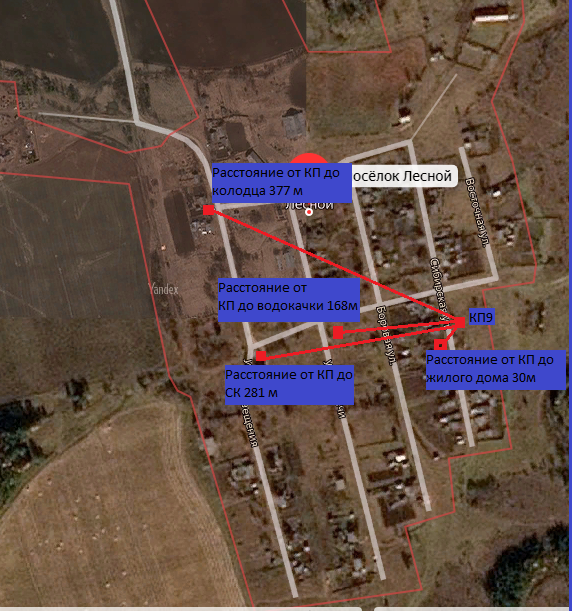 Расстояние от КП до
колодца 377 м
осёлок Лесной
Лесной
Восточная ул.
Расстояние от
КП до водокачки 168м
Yandex
Сибирская ул.
КП9
Боровая ул.
Расстояние от КП до
жилого дома 30м
Расстояние от КП до
СК 281 м